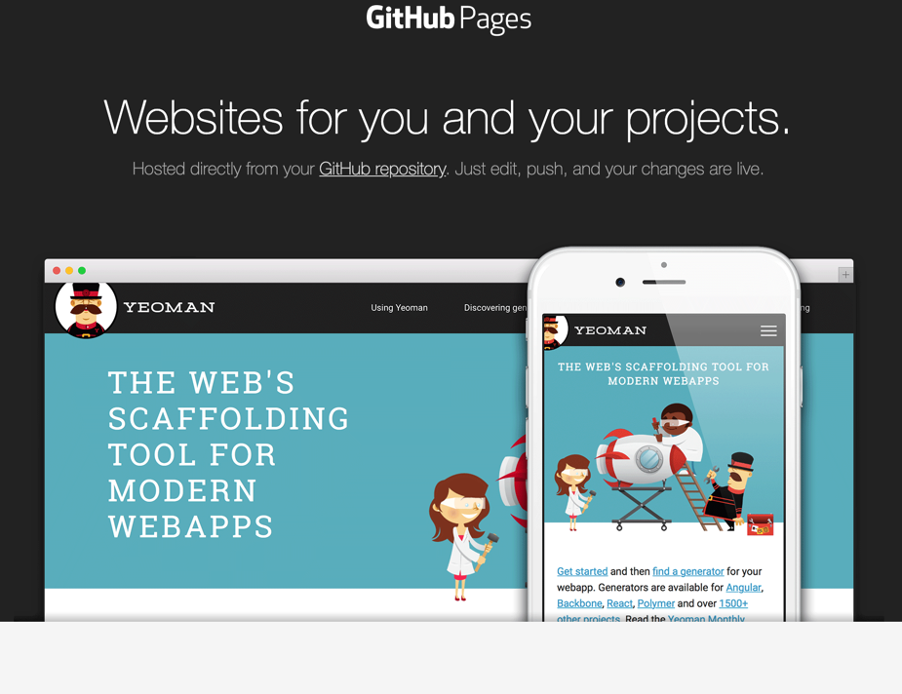 GitHub Pages
Websites for you and your projects.
Hosted directly from your GitHub repository. Just edit, push, and your changes are live.
YEOMAN
Using Yeoman
Discovering gen
ng
THE WEB'S
SCAFFOLDING
TOOL FOR
MODERN
WEBAPPS
YEOMAN
THE WEB'S SCAFFOLDING TOOL FOR
MODERN WEBAPPS
Get started and then find a generator for your
webapp. Generators are available for Angular,
Backbone, React, Polymer and over 1500+
other projects. Read the Yeoman Monthly